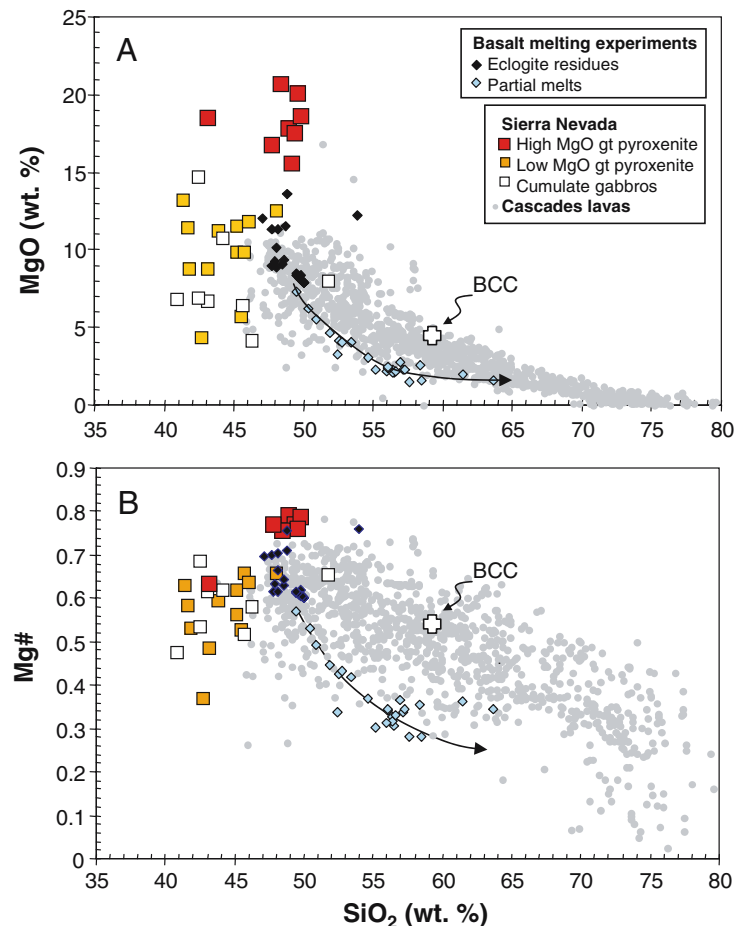 A
Basalt melting experiments
Eclogite residues
Partial melts
Sierra Nevada
High MgO gt pyroxenite
Low MgO gt pyroxenite
Cumulate gabbros
Cascades lavas
BCC
MgO (wt. %)
25
20
15
10
5
0
35 40 45 50 55 60 65 70 75 80
B
BCC
Mg#
0.9
0.8
0.7
0.6
0.5
0.4
0.3
0.2
0.1
0
35 40 45 50 55 60 65 70 75 80
SiO₂ (wt. %)